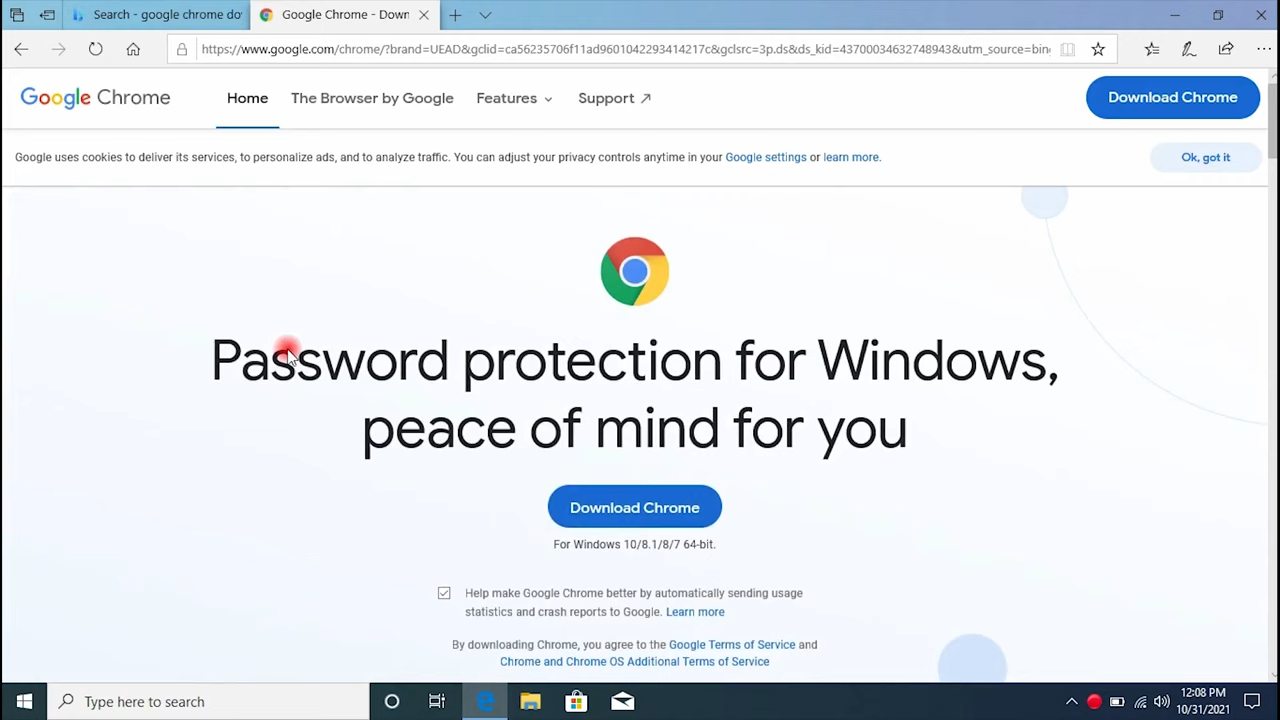 Search - google chrome do
Google Chrome - Down
https://www.google.com/chrome/?brand=UEAD&gclid=ca56235706f11ad9601042293414217c&gclsrc=3p.ds&ds_kid=43700034632748943&utm_source=bin
Google Chrome
Home
The Browser by Google
Features
Support
Download Chrome
Google uses cookies to deliver its services, to personalize ads, and to analyze traffic. You can adjust your privacy controls anytime in your Google settings or learn more.
Ok, got it
Password protection for Windows,
peace of mind for you
Download Chrome
For Windows 10/8.1/8/7 64-bit.
Help make Google Chrome better by automatically sending usage
statistics and crash reports to Google. Learn more
By downloading Chrome, you agree to the Google Terms of Service and
Chrome and Chrome OS Additional Terms of Service
Type here to search
12:08 PM
10/31/2021